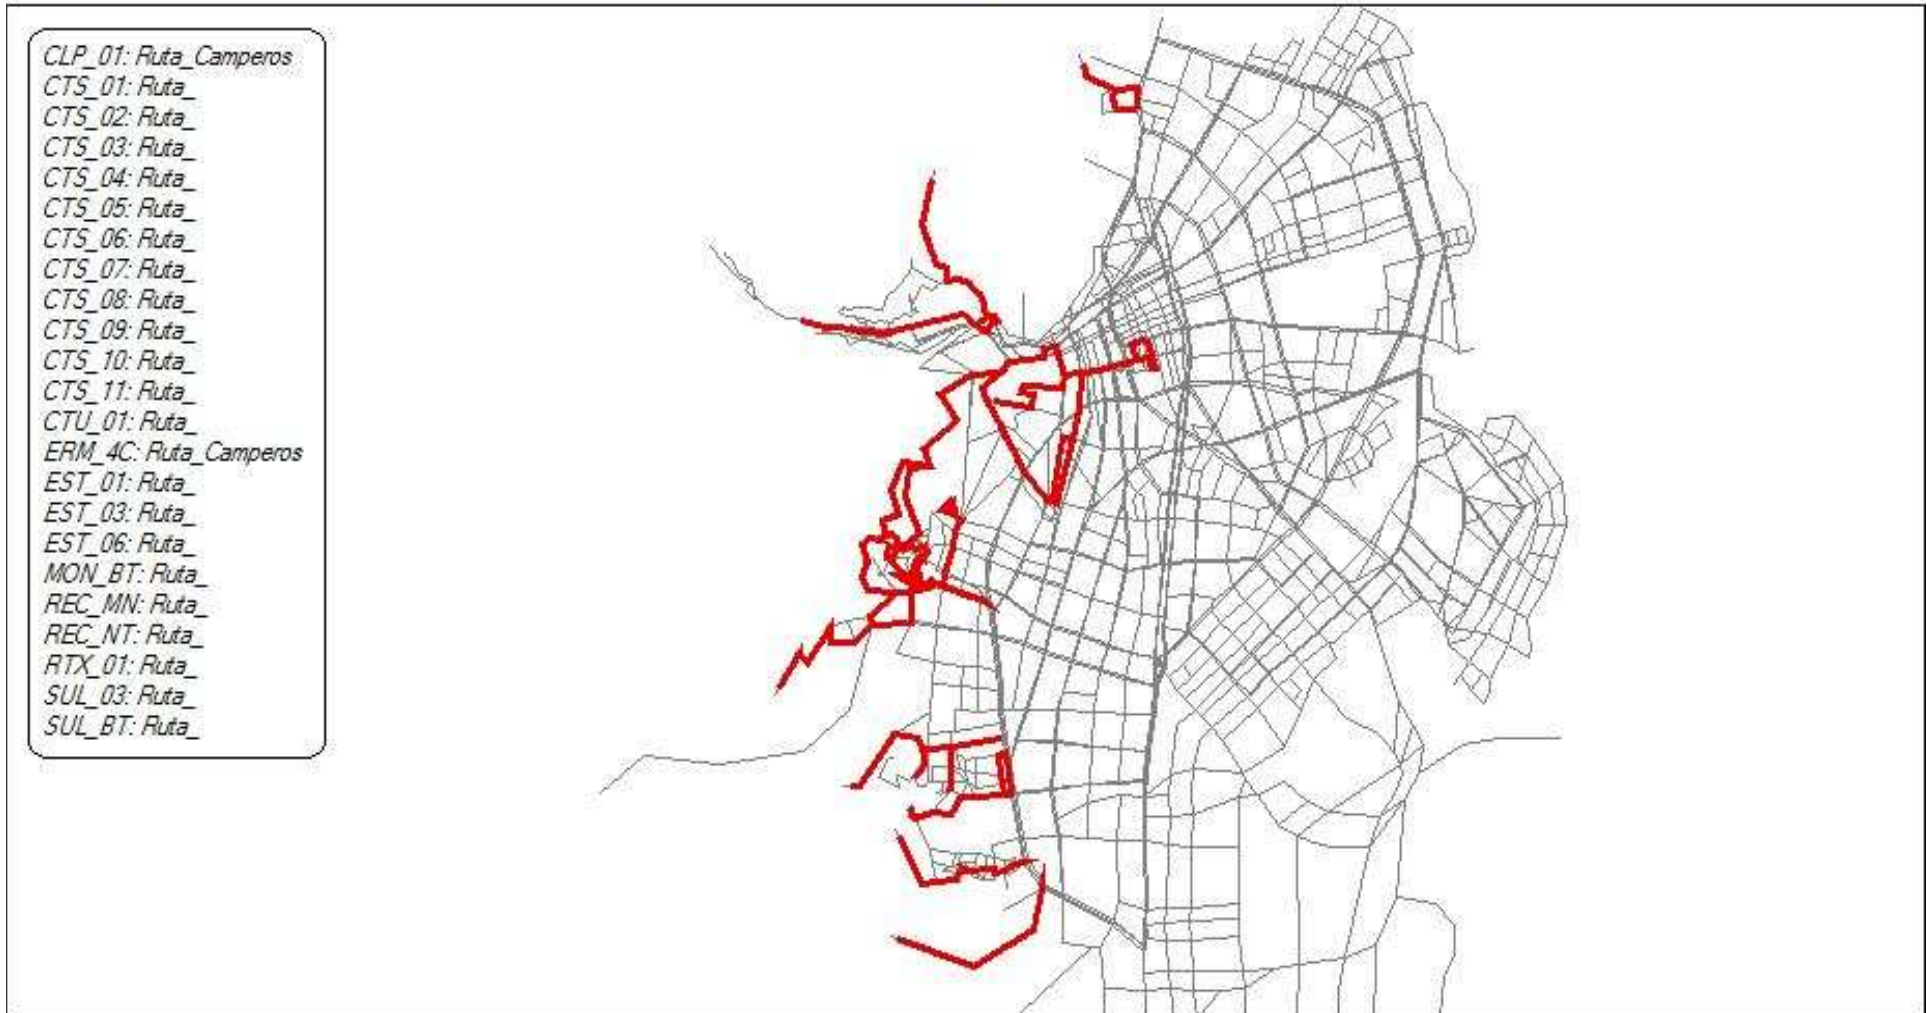 CLP_01: Ruta_Camperos
CTS_01: Ruta_
CTS_02: Ruta_
CTS_03: Ruta_
CTS_04: Ruta_
CTS_05: Ruta_
CTS_06: Ruta_
CTS_07: Ruta_
CTS_08: Ruta_
CTS_09: Ruta_
CTS_10: Ruta_
CTS_11: Ruta_
CTU_01: Ruta_
ERM_4C: Ruta_Camperos
EST_01: Ruta_
EST_03: Ruta_
EST_06: Ruta_
MON_BT: Ruta_
REC_MN: Ruta_
REC_NT: Ruta_
RTX_01: Ruta_
SUL_03: Ruta_
SUL_BT: Ruta_